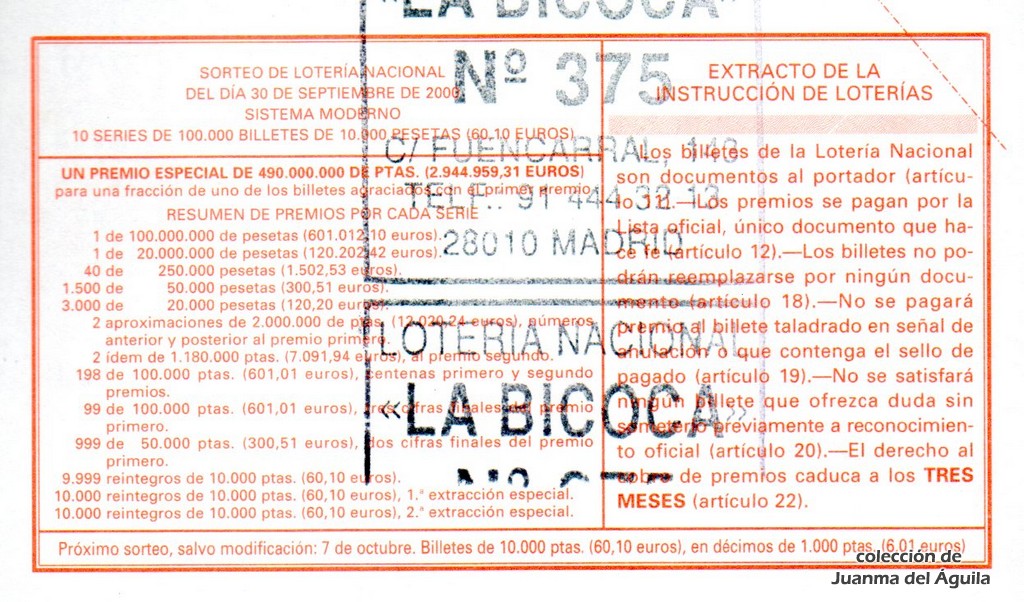 «LA BICOCA»
Nº 375
C/ FUENCARRAL, 148
TELF.: 91 444 32 13
28010 MADRID
LOTERIA NACIONAL
«LA BICOCA»
Nº 375
SORTEO DE LOTERÍA NACIONAL
DEL DÍA 30 DE SEPTIEMBRE DE 2000
SISTEMA MODERNO
10 SERIES DE 100.000 BILLETES DE 10.000 PESETAS (60,10 EUROS)
UN PREMIO ESPECIAL DE 490.000.000 DE PTAS. (2.944.959,31 EUROS)
para una fracción de uno de los billetes agraciados con el primer premio
RESUMEN DE PREMIOS POR CADA SERIE
1 de 100.000.000 de pesetas (601.012,10 euros).
1 de 20.000.000 de pesetas (120.202,42 euros).
40 de 250.000 pesetas (1.502,53 euros).
1.500 de 50.000 pesetas (300,51 euros).
3.000 de 20.000 pesetas (120,20 euros).
2 aproximaciones de 2.000.000 de ptas. (12.020,24 euros), números
anterior y posterior al premio primero.
2 ídem de 1.180.000 ptas. (7.091,94 euros), al premio segundo.
198 de 100.000 ptas. (601,01 euros), centenas primero y segundo
premios.
99 de 100.000 ptas. (601,01 euros), tres cifras finales del premio
primero.
999 de 50.000 ptas. (300,51 euros), dos cifras finales del premio
primero.
9.999 reintegros de 10.000 ptas. (60,10 euros).
10.000 reintegros de 10.000 ptas. (60,10 euros), 1.ª extracción especial.
10.000 reintegros de 10.000 ptas. (60,10 euros), 2.ª extracción especial.
EXTRACTO DE LA
INSTRUCCIÓN DE LOTERÍAS
Los billetes de la Lotería Nacional
son documentos al portador (artícu-
lo 11).—Los premios se pagan por la
Lista oficial, único documento que ha-
ce fe (artículo 12).—Los billetes no po-
drán reemplazarse por ningún docu-
mento (artículo 18).—No se pagará
premio al billete taladrado en señal de
anulación o que contenga el sello de
pagado (artículo 19).—No se satisfará
ningún billete que ofrezca duda sin
someterlo previamente a reconocimien-
to oficial (artículo 20).—El derecho al
cobro de premios caduca a los TRES
MESES (artículo 22).
Próximo sorteo, salvo modificación: 7 de octubre. Billetes de 10.000 ptas. (60,10 euros), en décimos de 1.000 ptas. (6,01 euros)
colección de
Juanma del Águila